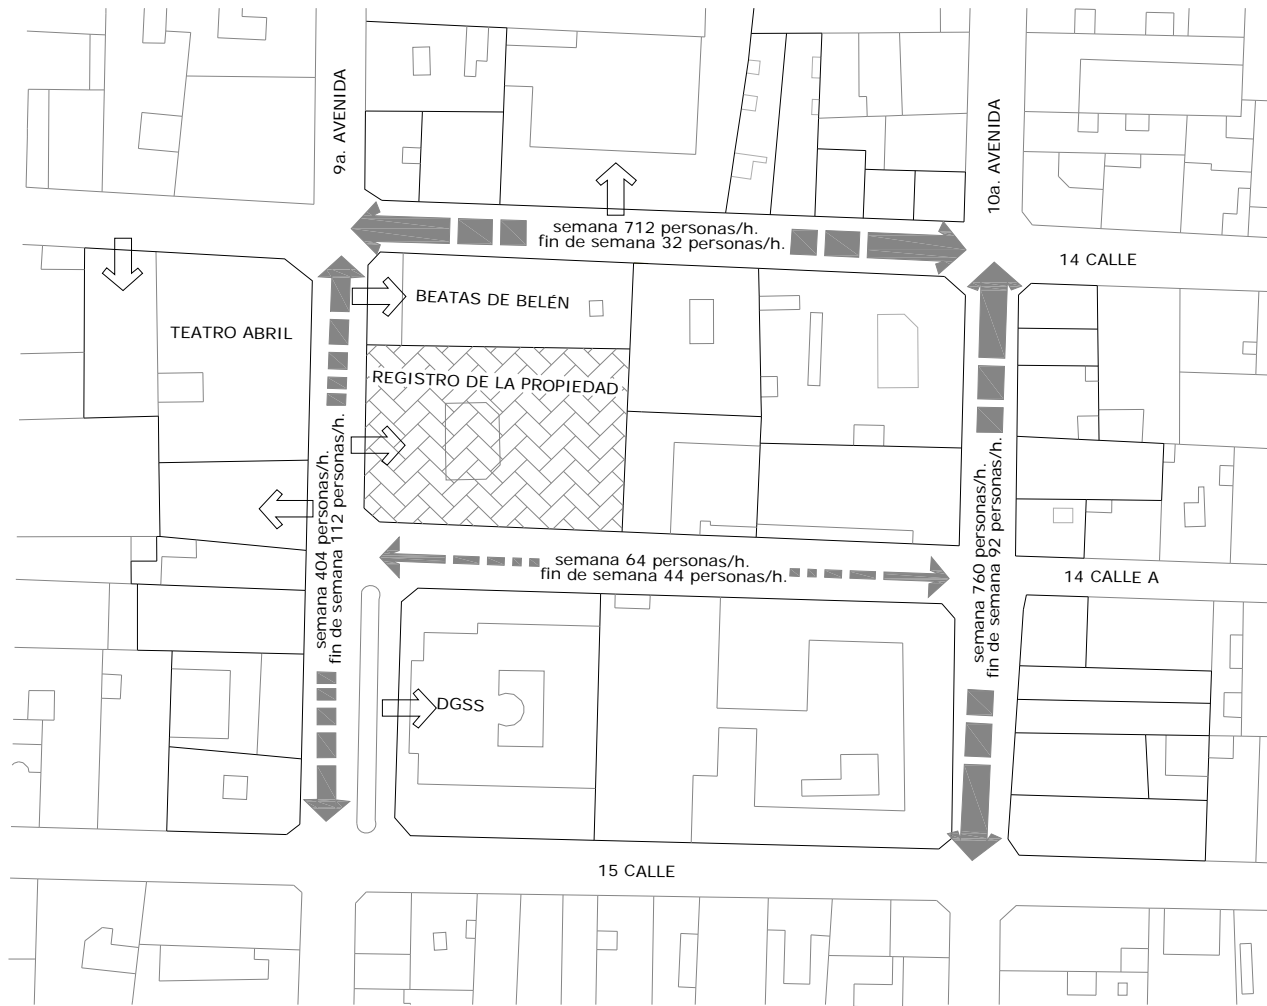 9a. AVENIDA
10a. AVENIDA
semana 712 personas/h.
fin de semana 32 personas/h.
14 CALLE
BEATAS DE BELÉN
TEATRO ABRIL
REGISTRO DE LA PROPIEDAD
semana 404 personas/h.
fin de semana 112 personas/h.
semana 760 personas/h.
fin de semana 92 personas/h.
semana 64 personas/h.
fin de semana 44 personas/h.
14 CALLE A
DGSS
15 CALLE